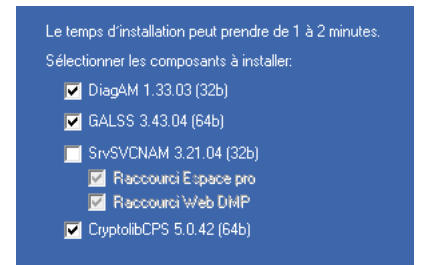 Le temps d'installation peut prendre de 1 à 2 minutes.
Sélectionner les composants à installer:
DiagAM 1.33.03 (32b)
GALSS 3.43.04 (64b)
SrvSVCNAM 3.21.04 (32b)
Raccourci Espace pro
Raccourci Web DMP
CryptolibCPS 5.0.42 (64b)